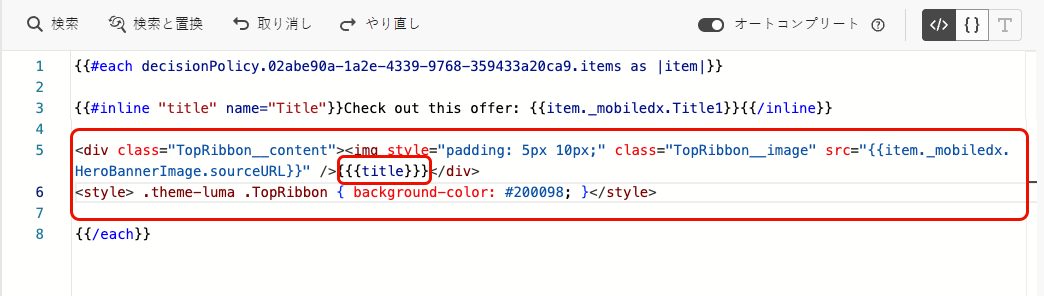 検索 検索と置換 取り消し やり直し オートコンプリート ? </> {} T
1 {{#each decisionPolicy.02abe90a-1a2e-4339-9768-359433a20ca9.items as |item|}}
2
3 {{#inline "title" name="Title"}}Check out this offer: {{item._mobiledx.Title1}}{{/inline}}
4
5 <div class="TopRibbon__content"><img style="padding: 5px 10px;" class="TopRibbon__image" src="{{item._mobiledx.
HeroBannerImage.sourceURL}}" />{{{title}}}</div>
6 <style> .theme-luma .TopRibbon { background-color: #200098; }</style>
7
8 {{/each}}